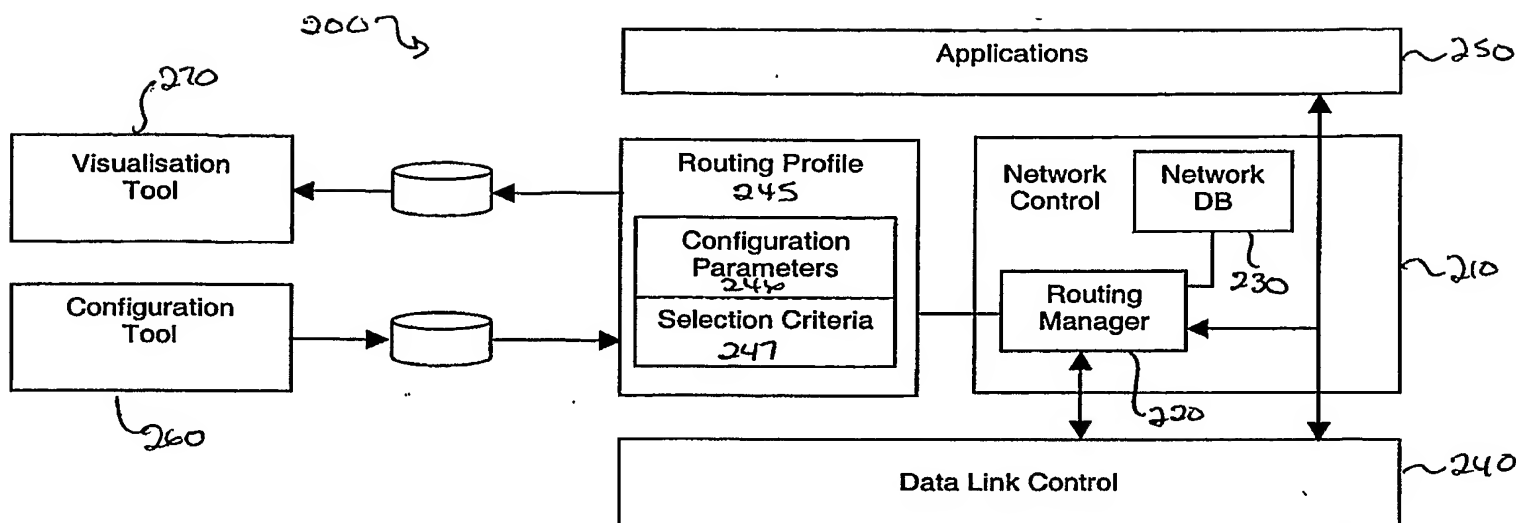 200
Applications
250
270
Visualisation
Tool
Routing Profile
245
Configuration
Parameters
246
Selection Criteria
247
Network
Control
Network
DB
230
210
Routing
Manager
220
Configuration
Tool
260
Data Link Control
240